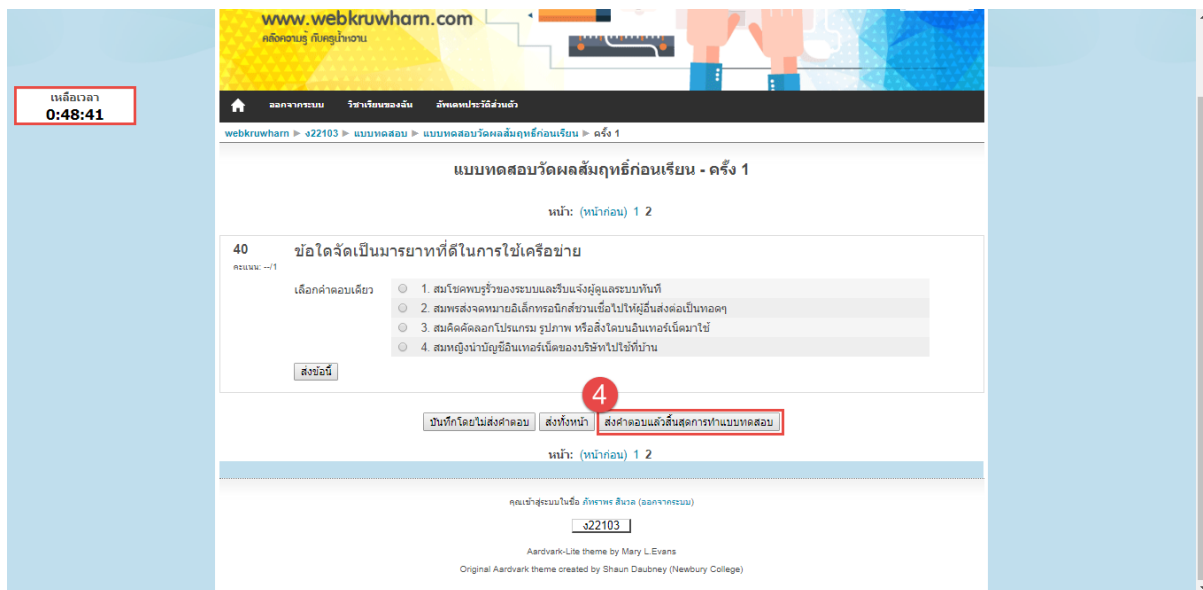 www.webkruwharn.com
คลังความรู้ กับครูน้ำหวาน
เหลือเวลา
0:48:41
ออกจากระบบ วิชาเรียนของฉัน อัพเดทประวัติส่วนตัว
webkruwharn ► ง22103 ► แบบทดสอบ ► แบบทดสอบวัดผลสัมฤทธิ์ก่อนเรียน ► ครั้ง 1
แบบทดสอบวัดผลสัมฤทธิ์ก่อนเรียน - ครั้ง 1
หน้า: (หน้าก่อน) 1 2
40 ข้อใดจัดเป็นมารยาทที่ดีในการใช้เครือข่าย
คะแนน: --/1
เลือกคำตอบเดียว 1. สมโชคพบรูรั่วของระบบและรีบแจ้งผู้ดูแลระบบทันที
2. สมพรส่งจดหมายอิเล็กทรอนิกส์ชวนเชื่อไปให้ผู้อื่นส่งต่อเป็นทอดๆ
3. สมคิดคัดลอกโปรแกรม รูปภาพ หรือสิ่งใดบนอินเทอร์เน็ตมาใช้
4. สมหญิงนำบัญชีอินเทอร์เน็ตของบริษัทไปใช้ที่บ้าน
ส่งข้อนี้
4
บันทึกโดยไม่ส่งคำตอบ ส่งทั้งหน้า ส่งคำตอบแล้วสิ้นสุดการทำแบบทดสอบ
หน้า: (หน้าก่อน) 1 2
คุณเข้าสู่ระบบในชื่อ ภัทราพร สีนวล (ออกจากระบบ)
ง22103
Aardvark-Lite theme by Mary L.Evans
Original Aardvark theme created by Shaun Daubney (Newbury College)